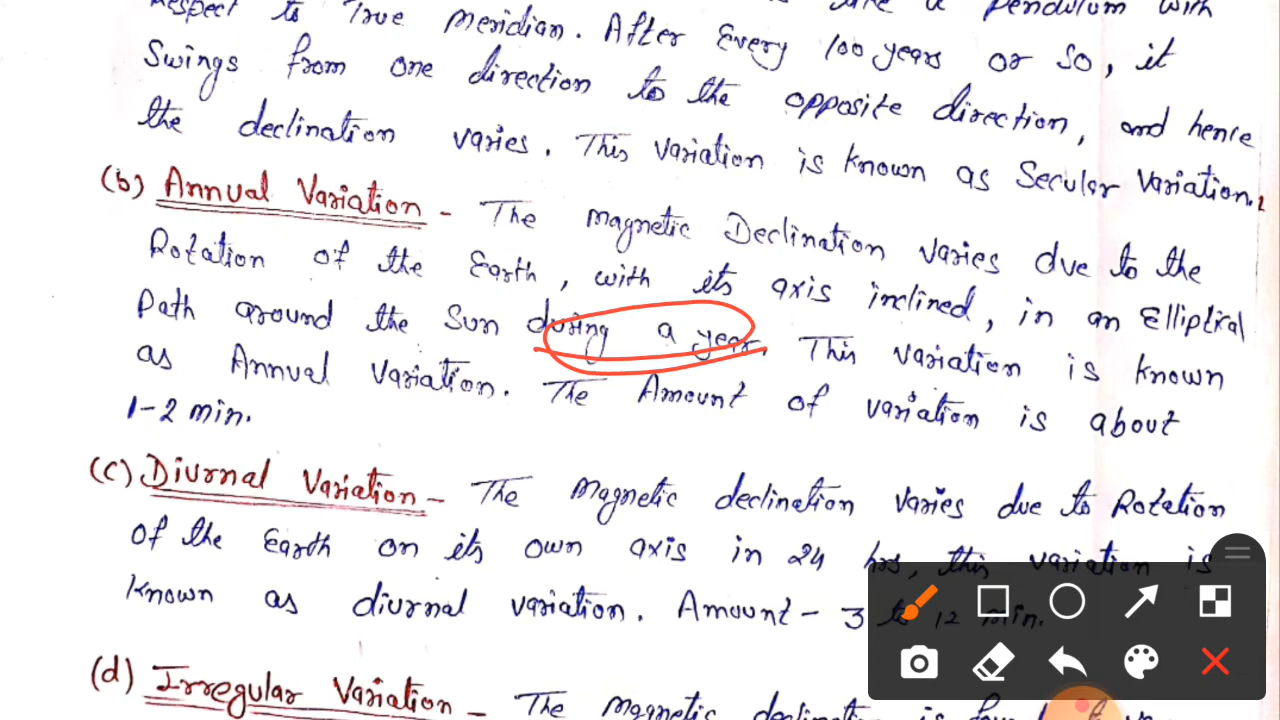 respect to True meridian. After Every 100 years or so, it
Swings from one direction to the opposite direction, and hence
the declination varies. This variation is known as Secular Variation.
(b) Annual Variation - The magnetic Declination varies due to the
Rotation of the Earth, with its axis inclined, in an Elliptical
Path around the Sun during a year. This variation is known
as Annual variation. The Amount of variation is about
1-2 min.
(c) Diurnal Variation - The Magnetic declination varies due to Rotation
of the Earth on its own axis in 24 hrs, this variation is
known as diurnal variation. Amount - 3 to 12 min.
(d) Irregular Variation - The magnetic declination is